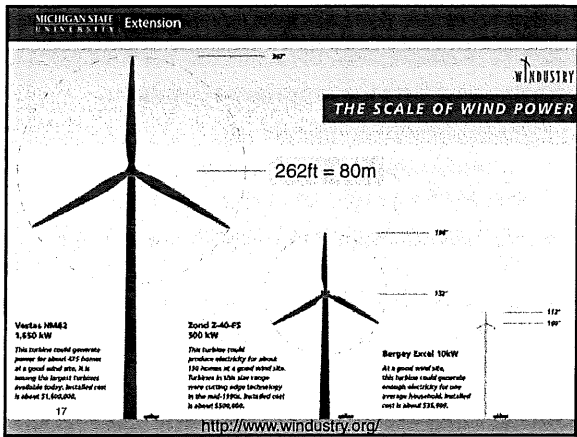 MICHIGAN STATE
UNIVERSITY
Extension
WINDUSTRY
THE SCALE OF WIND POWER
262ft = 80m
198'
132'
112'
100'
Vestas NM82
1,650 kW
This turbine could generate
power for about 475 homes
at a good wind site. It is
among the largest turbines
available today. Installed cost
is about $1,600,000.
Zond Z-40-FS
500 kW
This turbine could
produce electricity for about
150 homes at a good wind site.
Turbines in this size range
were cutting edge technology
in the mid-1990s. Installed cost
is about $500,000.
Bergey Excel 10kW
At a good wind site,
this turbine could generate
enough electricity for one
average household. Installed
cost is about $35,000.
17
http://www.windustry.org/